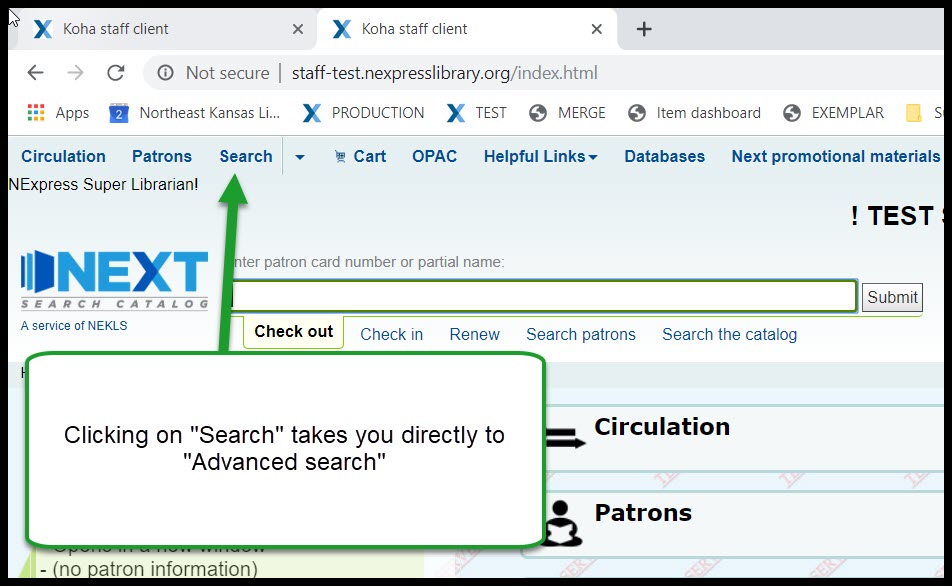 Koha staff client
Koha staff client
Not secure | staff-test.nexpresslibrary.org/index.html
Apps 2 Northeast Kansas Li... PRODUCTION TEST MERGE Item dashboard EXEMPLAR
Circulation Patrons Search Cart OPAC Helpful Links Databases Next promotional materials
NExpress Super Librarian!
! TEST
NEXT
SEARCH CATALOG
A service of NEKLS
nter patron card number or partial name:
Submit
Check out Check in Renew Search patrons Search the catalog
Clicking on "Search" takes you directly to
"Advanced search"
Circulation
Patrons
Opens in a new window
- (no patron information)